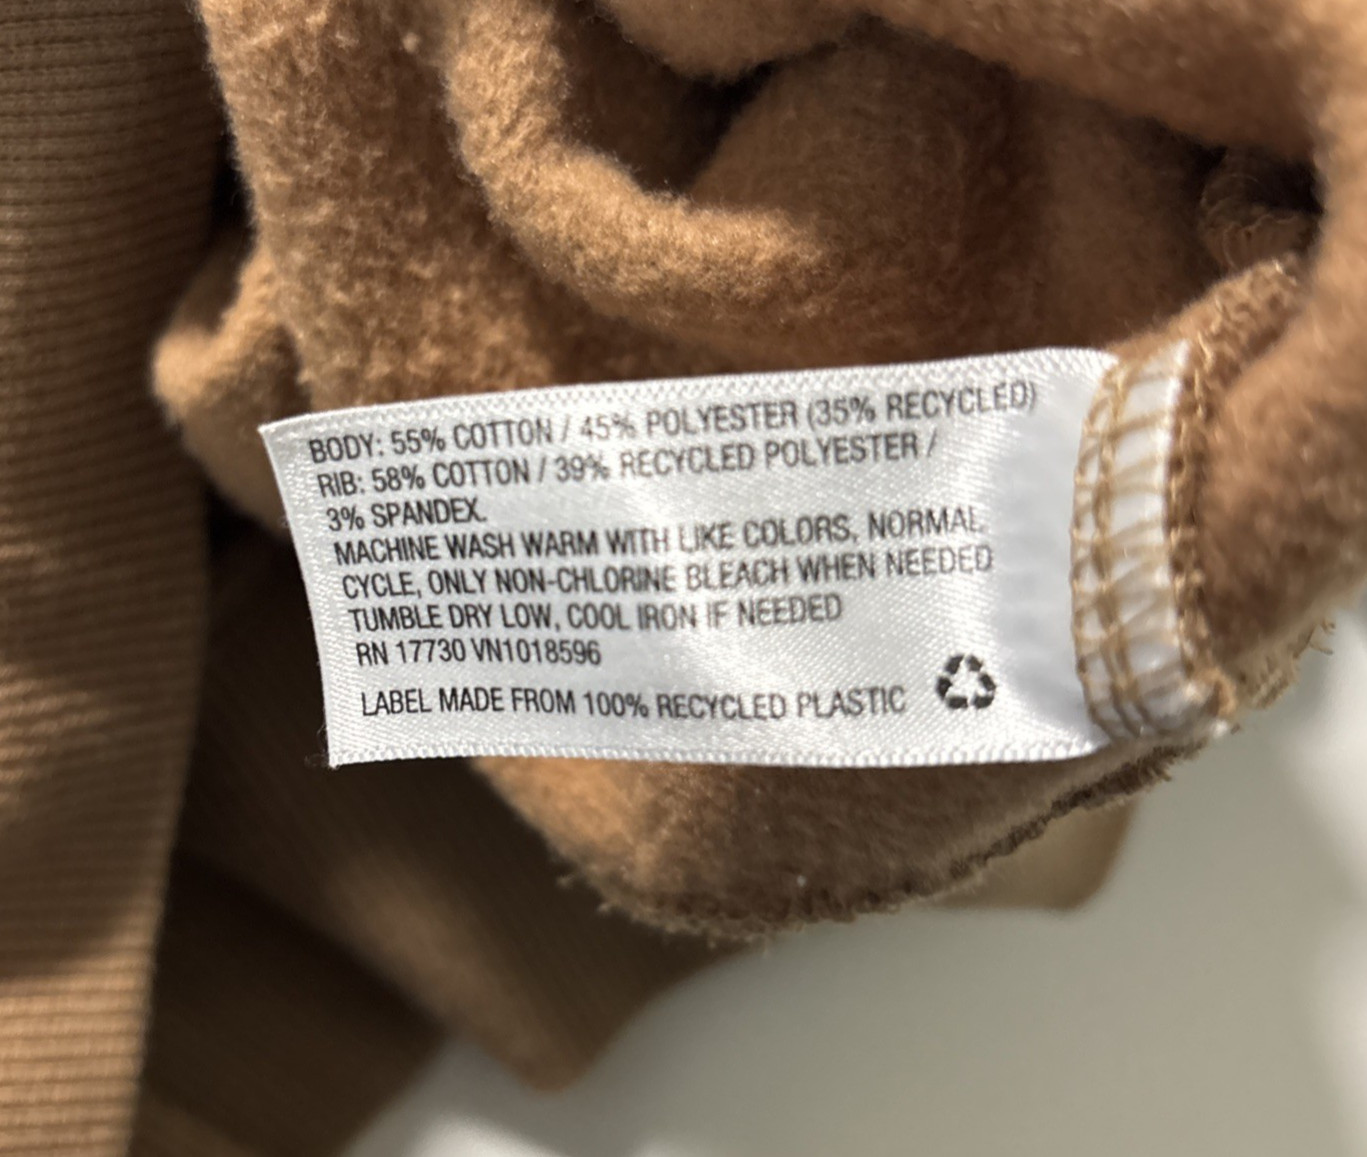 BODY: 55% COTTON / 45% POLYESTER (35% RECYCLED)
RIB: 58% COTTON / 39% RECYCLED POLYESTER /
3% SPANDEX.
MACHINE WASH WARM WITH LIKE COLORS, NORMAL
CYCLE, ONLY NON-CHLORINE BLEACH WHEN NEEDED
TUMBLE DRY LOW, COOL IRON IF NEEDED
RN 17730 VN1018596
LABEL MADE FROM 100% RECYCLED PLASTIC